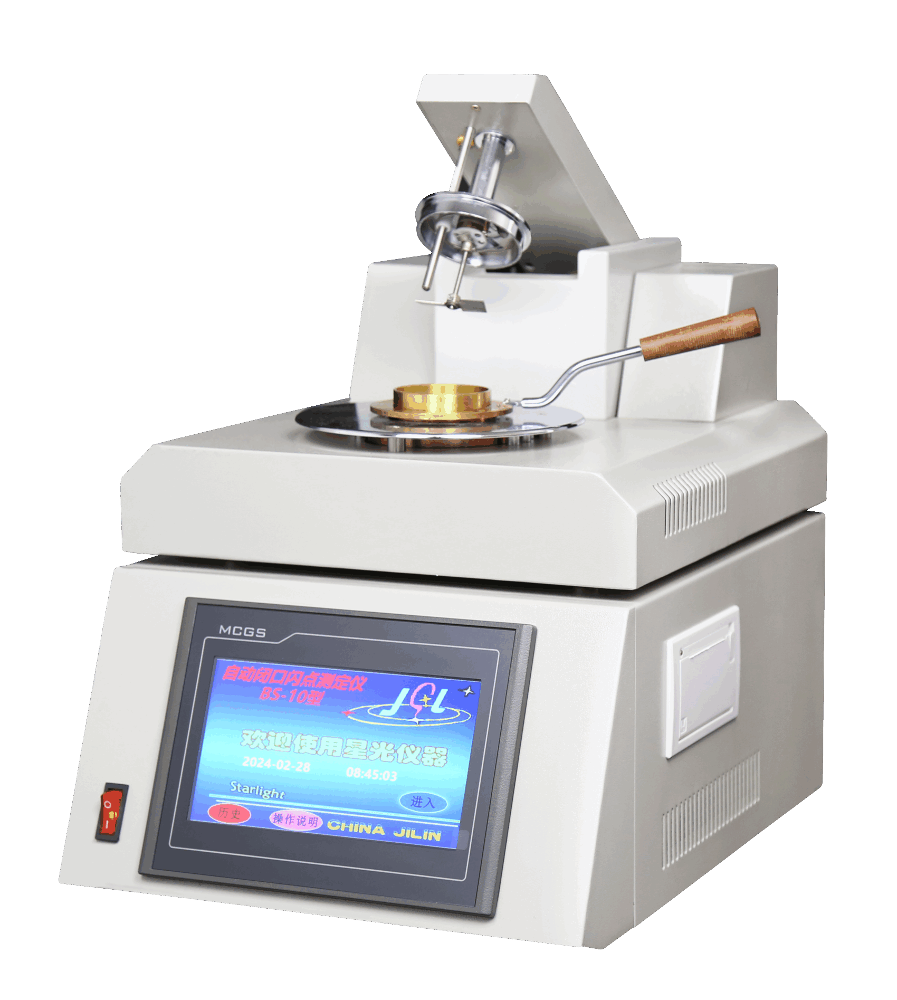 MCGS
自动闭口闪点测定仪
BS-10型
JCL
欢迎使用星光仪器
2024-02-28 08:45:03
Starlight
进入
历史 操作说明 CHINA JILIN